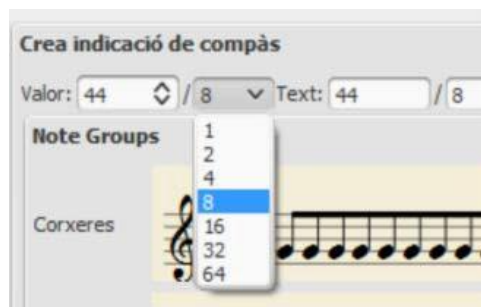 Crea indicació de compàs
Valor: 44 / 8 Text: 44 / 8
Note Groups
1
2
4
8
Corxeres
16
32
64